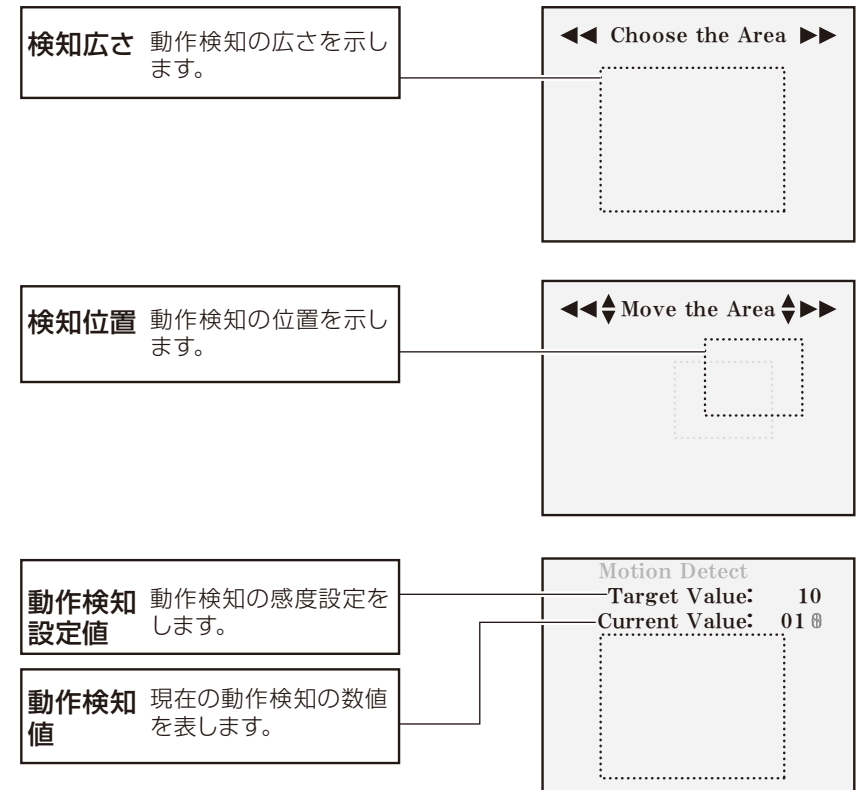 検知広さ 動作検知の広さを示し
ます。
◀◀ Choose the Area ▶▶
検知位置 動作検知の位置を示し
ます。
◀◀▲▼Move the Area▲▼▶▶
動作検知
設定値
動作検知の感度設定を
します。
動作検知
値
現在の動作検知の数値
を表します。
Motion Detect
Target Value: 10
Current Value: 01